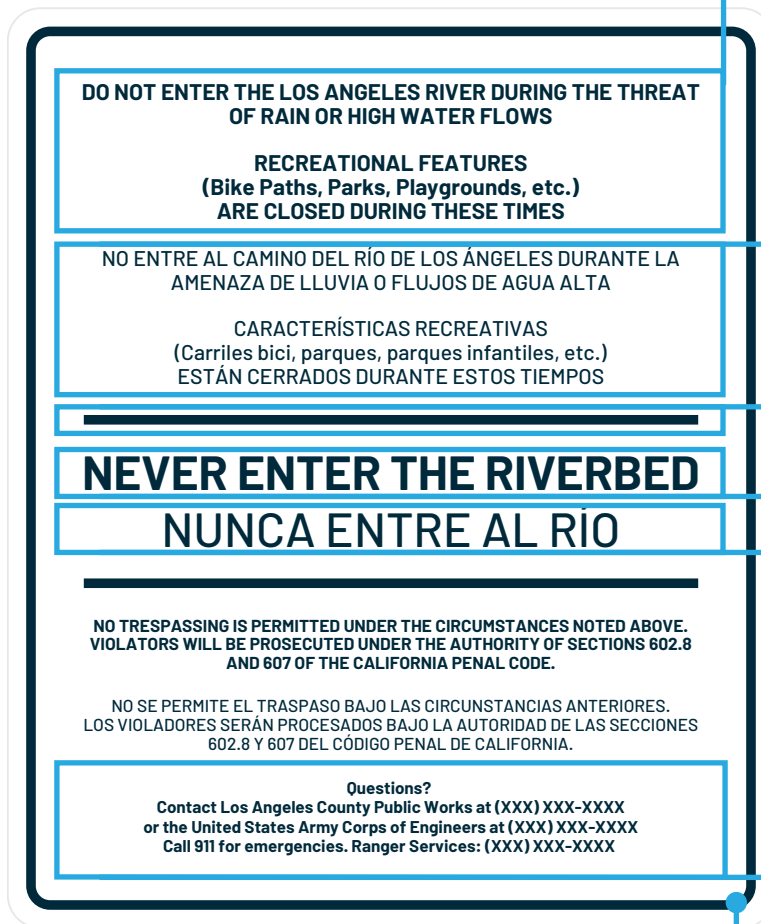 DO NOT ENTER THE LOS ANGELES RIVER DURING THE THREAT
OF RAIN OR HIGH WATER FLOWS
RECREATIONAL FEATURES
(Bike Paths, Parks, Playgrounds, etc.)
ARE CLOSED DURING THESE TIMES
NO ENTRE AL CAMINO DEL RÍO DE LOS ÁNGELES DURANTE LA
AMENAZA DE LLUVIA O FLUJOS DE AGUA ALTA
CARACTERÍSTICAS RECREATIVAS
(Carriles bici, parques, parques infantiles, etc.)
ESTÁN CERRADOS DURANTE ESTOS TIEMPOS
NEVER ENTER THE RIVERBED
NUNCA ENTRE AL RÍO
NO TRESPASSING IS PERMITTED UNDER THE CIRCUMSTANCES NOTED ABOVE.
VIOLATORS WILL BE PROSECUTED UNDER THE AUTHORITY OF SECTIONS 602.8
AND 607 OF THE CALIFORNIA PENAL CODE.
NO SE PERMITE EL TRASPASO BAJO LAS CIRCUNSTANCIAS ANTERIORES.
LOS VIOLADORES SERÁN PROCESADOS BAJO LA AUTORIDAD DE LAS SECCIONES
602.8 Y 607 DEL CÓDIGO PENAL DE CALIFORNIA.
Questions?
Contact Los Angeles County Public Works at (XXX) XXX-XXXX
or the United States Army Corps of Engineers at (XXX) XXX-XXXX
Call 911 for emergencies. Ranger Services: (XXX) XXX-XXXX